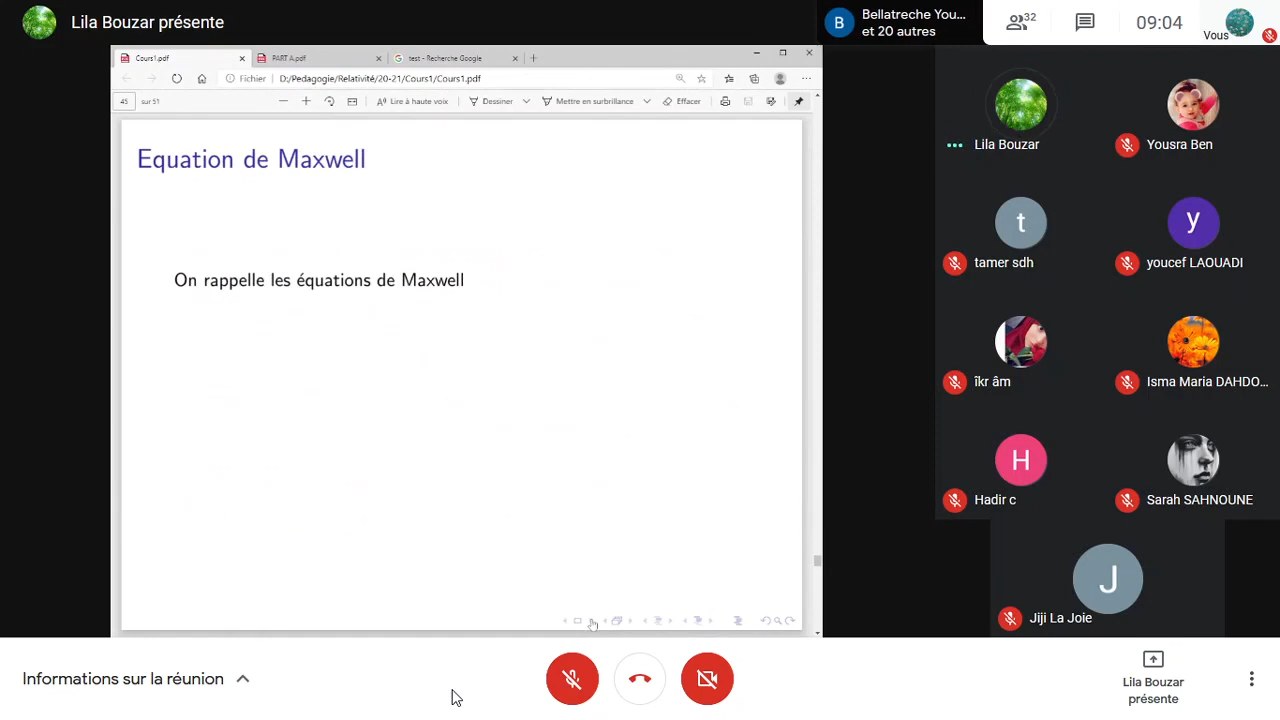 Lila Bouzar présente
Bellatreche You...
B
et 20 autres
32
09:04
Vous
Cours1.pdf
PART A.pdf
test - Recherche Google
Fichier
D:/Pedagogie/Relativité/20-21/Cours1/Cours1.pdf
45
sur 51
Lire à haute voix
Dessiner
Mettre en surbrillance
Effacer
Equation de Maxwell
On rappelle les équations de Maxwell
Lila Bouzar
Yousra Ben
t
y
tamer sdh
youcef LAOUADI
îkr âm
Isma Maria DAHDO...
H
Hadir c
Sarah SAHNOUNE
J
Jiji La Joie
Informations sur la réunion
Lila Bouzar
présente